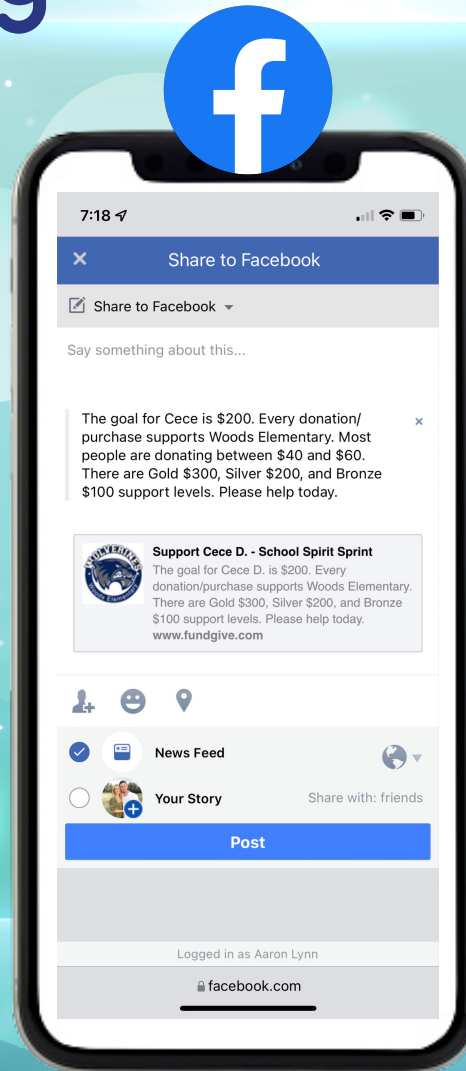 g
f
7:18
Share to Facebook
Share to Facebook
Say something about this...
The goal for Cece is $200. Every donation/
purchase supports Woods Elementary. Most
people are donating between $40 and $60.
There are Gold $300, Silver $200, and Bronze
$100 support levels. Please help today.
WOLVERINES
Woods Elementary
Support Cece D. - School Spirit Sprint
The goal for Cece D. is $200. Every
donation/purchase supports Woods Elementary.
There are Gold $300, Silver $200, and Bronze
$100 support levels. Please help today.
www.fundgive.com
News Feed
Your Story
Share with: friends
Post
Logged in as Aaron Lynn
facebook.com